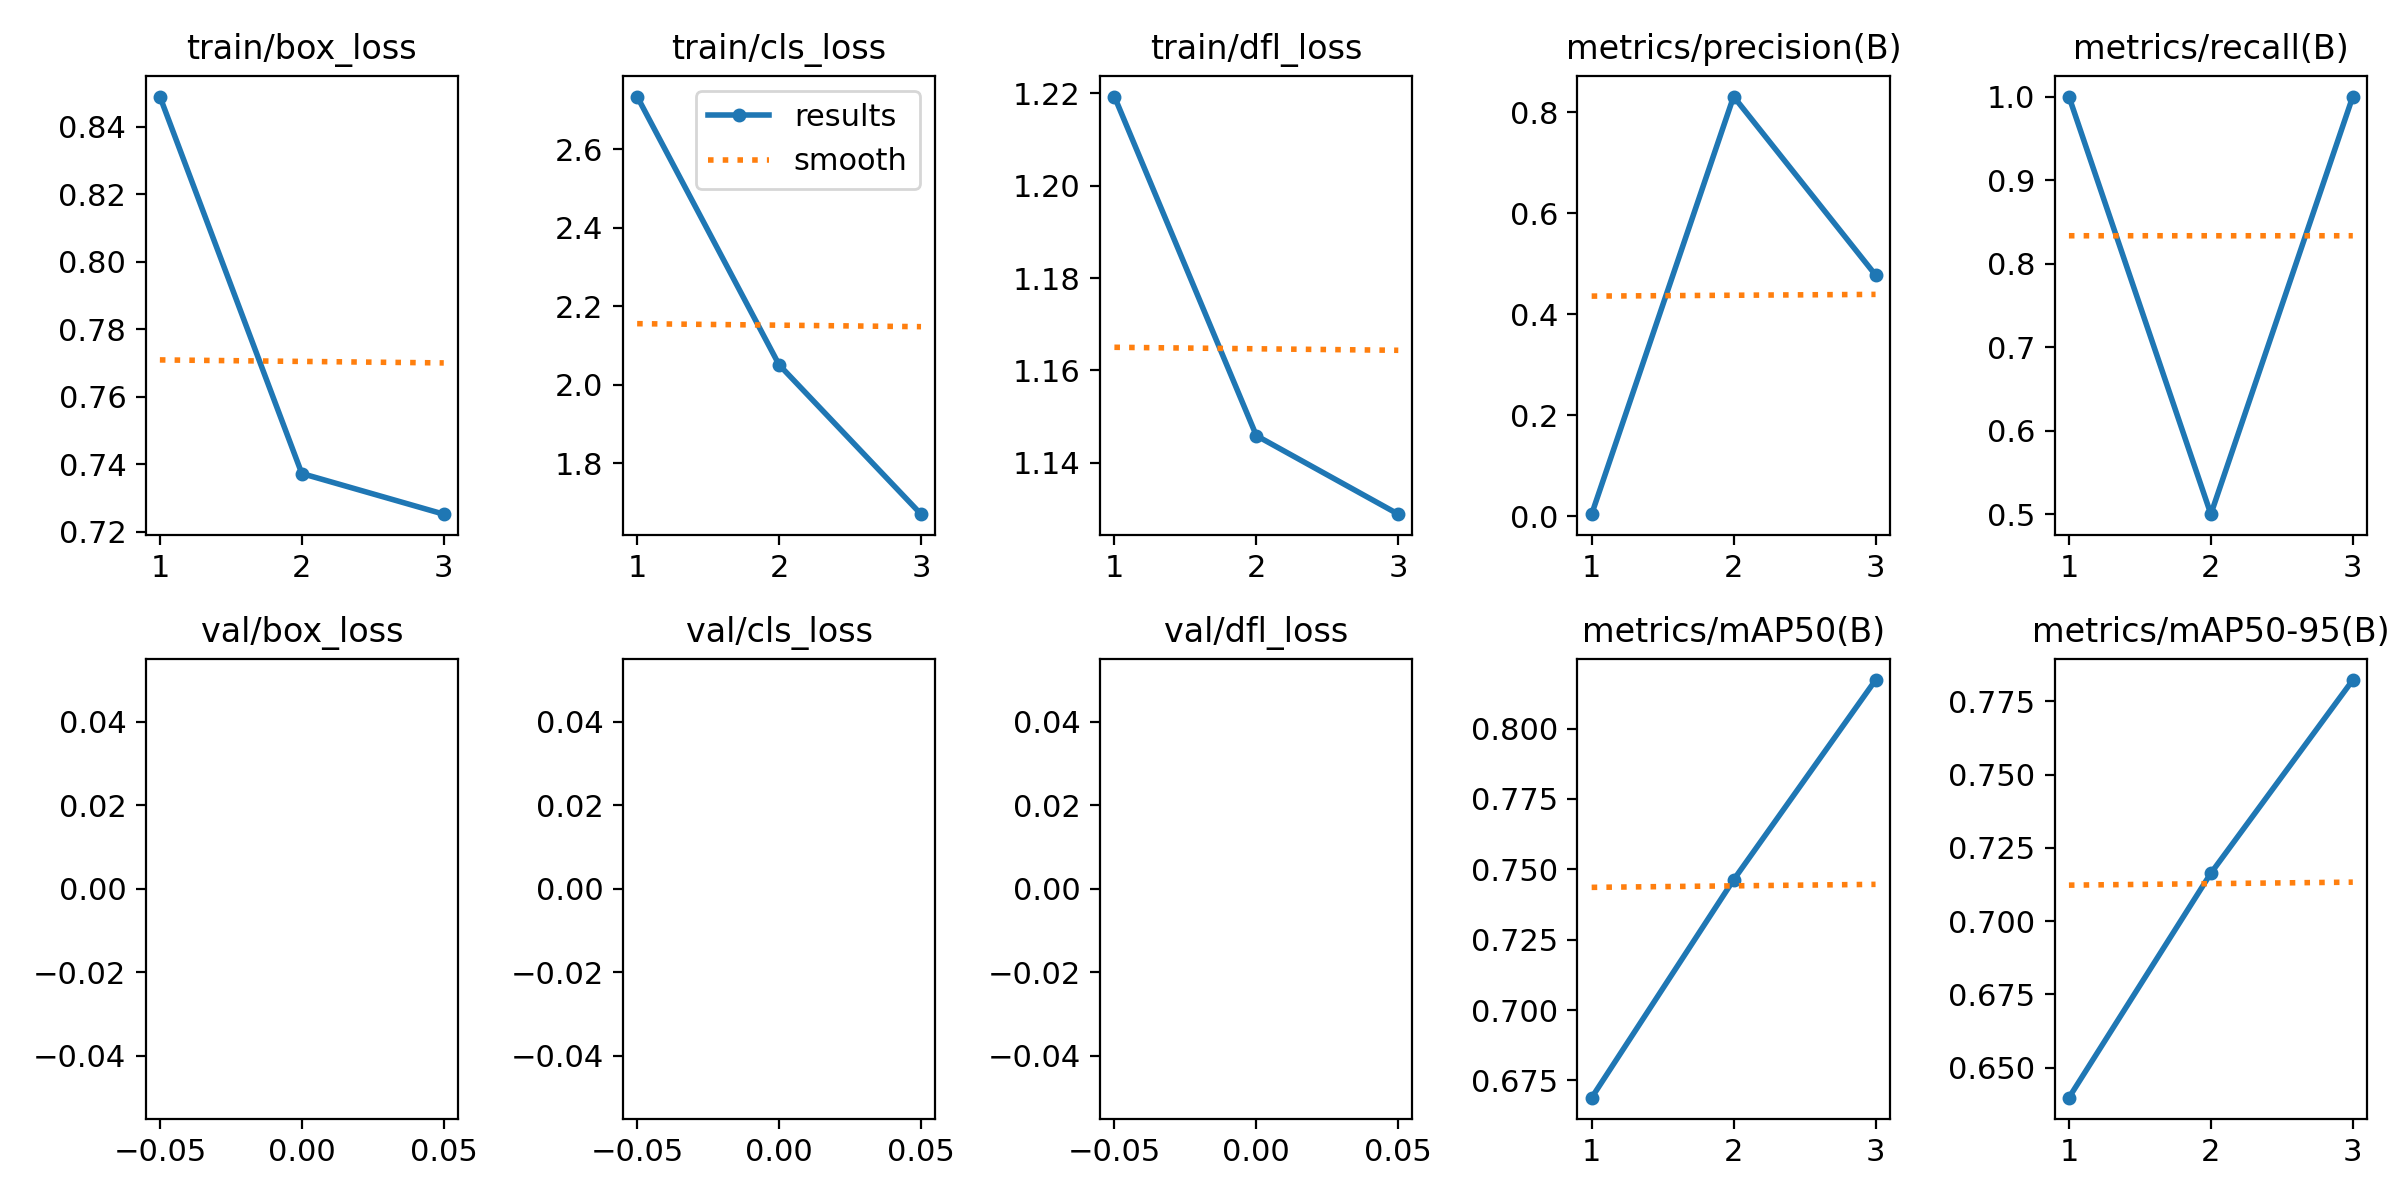 train/box_loss
0.84
0.82
0.80
0.78
0.76
0.74
0.72
1 2 3
train/cls_loss
results
smooth
2.6
2.4
2.2
2.0
1.8
1 2 3
train/dfl_loss
1.22
1.20
1.18
1.16
1.14
1 2 3
metrics/precision(B)
0.8
0.6
0.4
0.2
0.0
1 2 3
metrics/recall(B)
1.0
0.9
0.8
0.7
0.6
0.5
1 2 3
val/box_loss
0.04
0.02
0.00
−0.02
−0.04
−0.05 0.00 0.05
val/cls_loss
0.04
0.02
0.00
−0.02
−0.04
−0.05 0.00 0.05
val/dfl_loss
0.04
0.02
0.00
−0.02
−0.04
−0.05 0.00 0.05
metrics/mAP50(B)
0.800
0.775
0.750
0.725
0.700
0.675
1 2 3
metrics/mAP50-95(B)
0.775
0.750
0.725
0.700
0.675
0.650
1 2 3